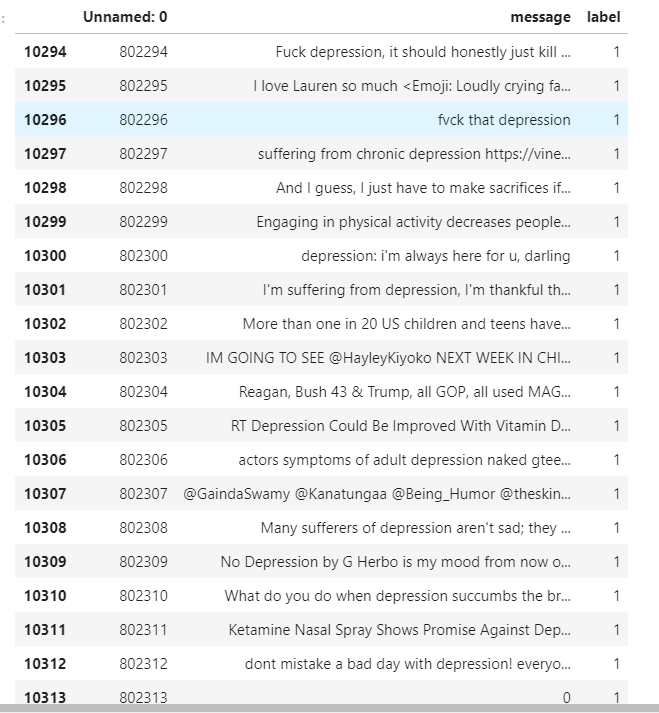 : Unnamed: 0 message label
10294 802294 Fuck depression, it should honestly just kill ... 1
10295 802295 I love Lauren so much <Emoji: Loudly crying fa... 1
10296 802296 fvck that depression 1
10297 802297 suffering from chronic depression https://vine... 1
10298 802298 And I guess, I just have to make sacrifices if... 1
10299 802299 Engaging in physical activity decreases people... 1
10300 802300 depression: i'm always here for u, darling 1
10301 802301 I'm suffering from depression, I'm thankful th... 1
10302 802302 More than one in 20 US children and teens have... 1
10303 802303 IM GOING TO SEE @HayleyKiyoko NEXT WEEK IN CHI... 1
10304 802304 Reagan, Bush 43 & Trump, all GOP, all used MAG... 1
10305 802305 RT Depression Could Be Improved With Vitamin D... 1
10306 802306 actors symptoms of adult depression naked gtee... 1
10307 802307 @GaindaSwamy @Kanatungaa @Being_Humor @theskin... 1
10308 802308 Many sufferers of depression aren't sad; they ... 1
10309 802309 No Depression by G Herbo is my mood from now o... 1
10310 802310 What do you do when depression succumbs the br... 1
10311 802311 Ketamine Nasal Spray Shows Promise Against Dep... 1
10312 802312 dont mistake a bad day with depression! everyo... 1
10313 802313 0 1